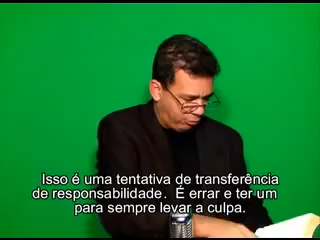 Isso é uma tentativa de transferência
de responsabilidade.  É errar e ter um
para sempre levar a culpa.